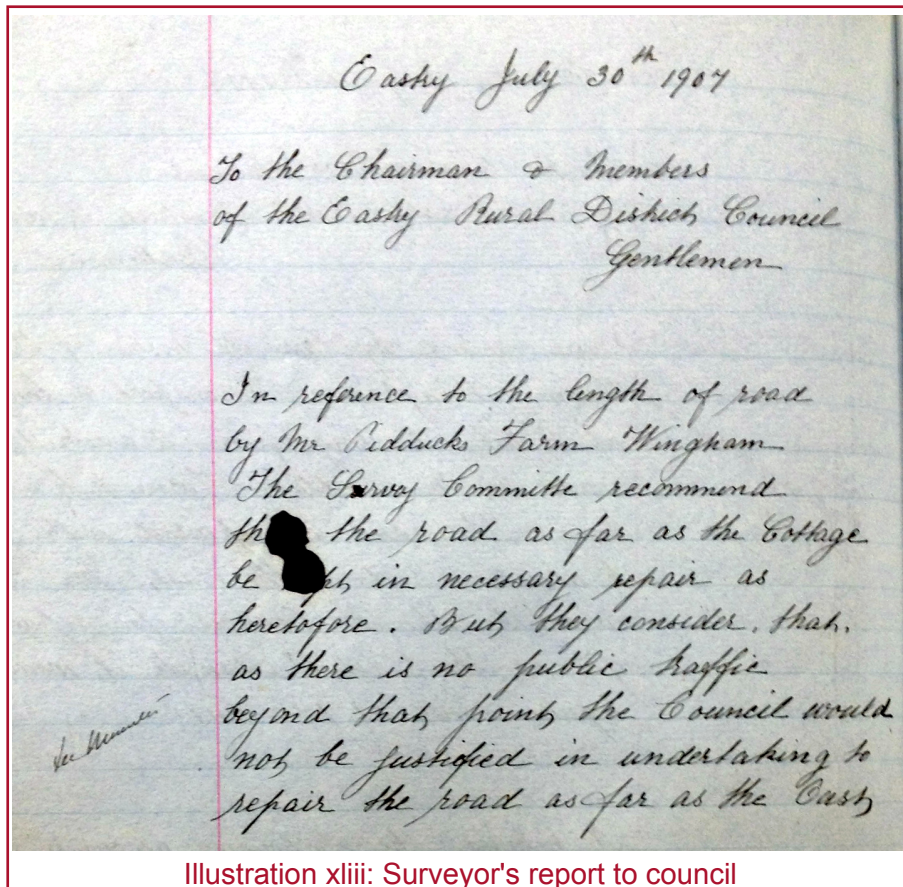 Eastry July 30th 1907
To the Chairman & Members
of the Eastry Rural District Council
Gentlemen
In reference to the length of road
by Mr Pidducks Farm Wingham
The Survey Committe recommend
the road as far as the Cottage
be in necessary repair as
heretofore. But they consider, that,
as there is no public traffic
beyond that point the Council would
not be justified in undertaking to
repair the road as far as the Oast
Illustration xliii: Surveyor's report to council